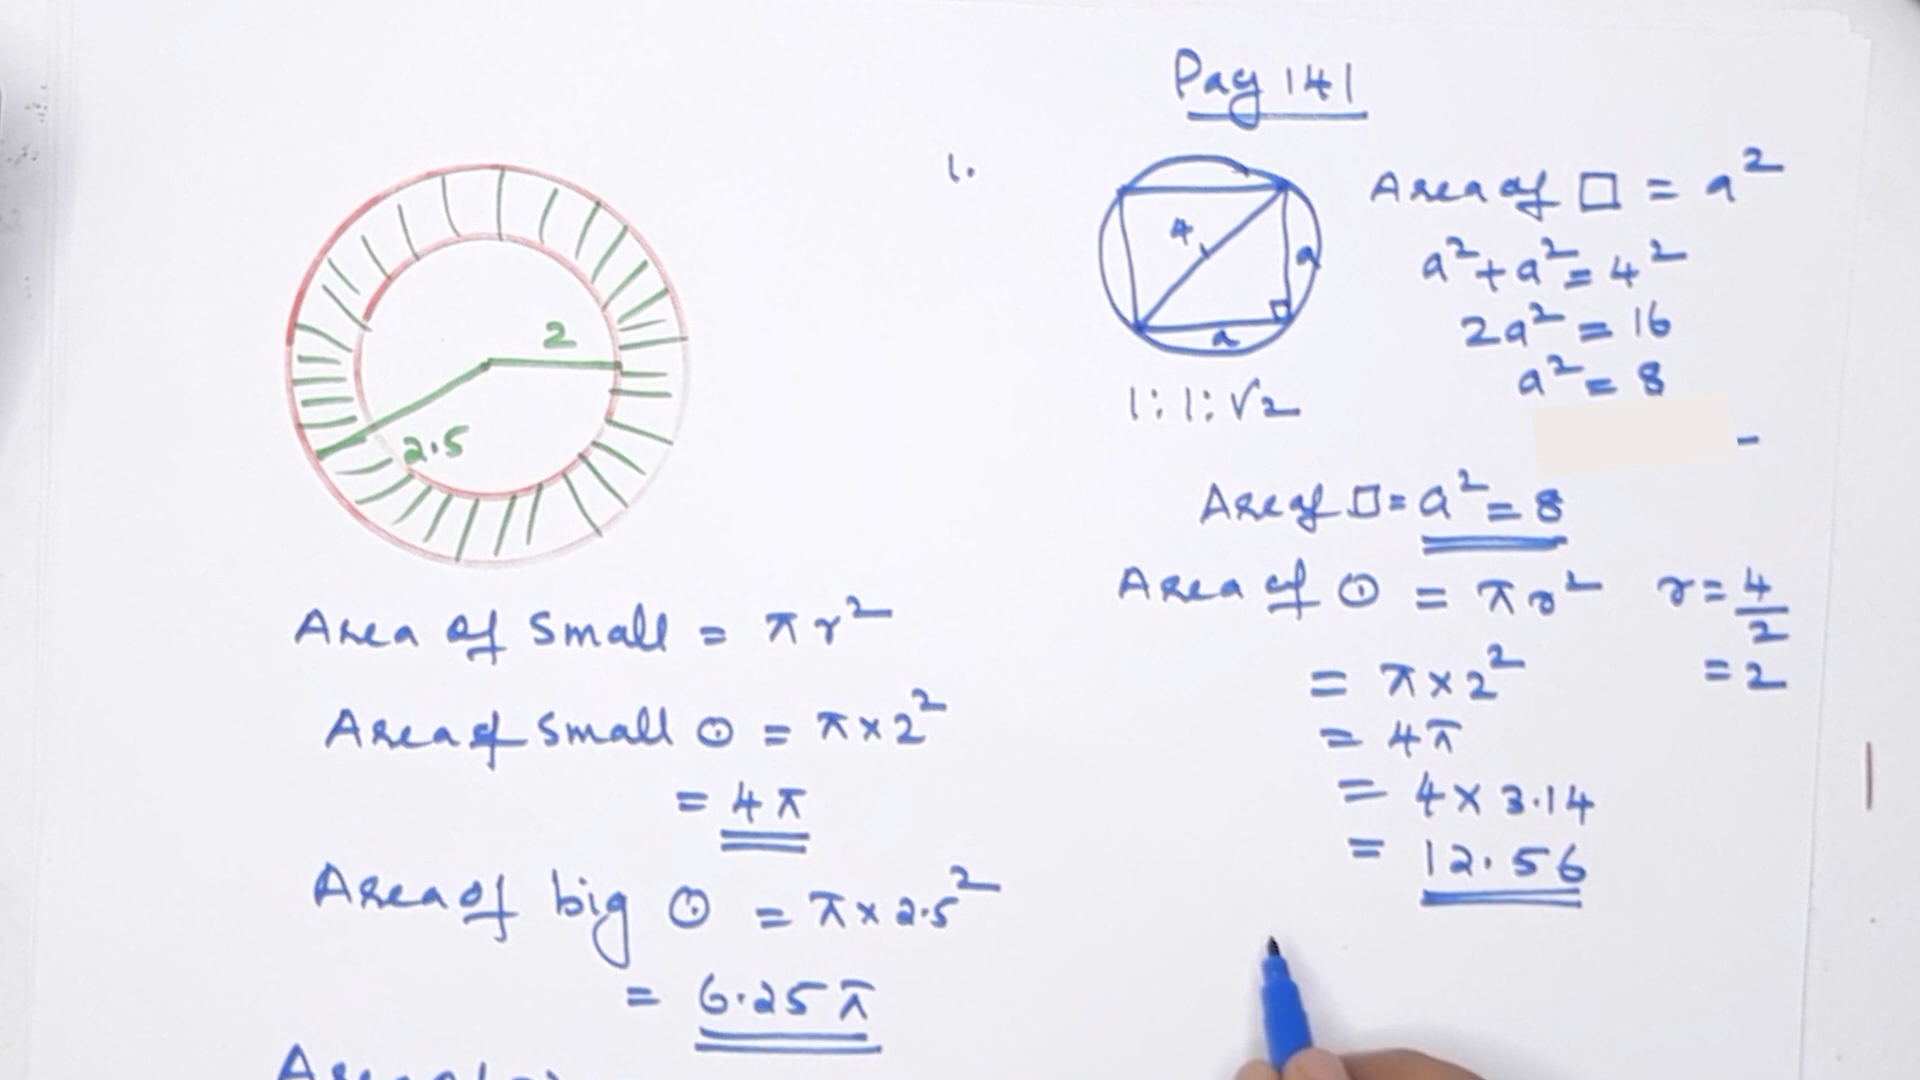 Pag 141
2
2.5
Area of Small = πr²
Area of Small ⊙ = π×2²
= 4π
Area of big ⊙ = π×2.5²
= 6.25π
1.
4
a
a
1:1:√2
Area of □ = a²
a²+a²=4²
2a²=16
a²=8
Area of □=a²=8
Area of ⊙ = πr² r=4/2
= π×2² =2
= 4π
= 4×3.14
= 12.56